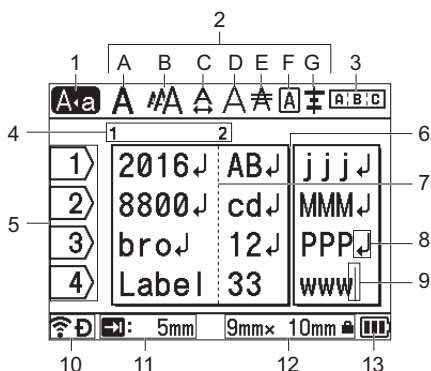 2
1 A B C D E F G 3
A◂a A A A A A A A:B:C
4 1 2 6
1 2016↲ AB↲ jjj↲ 7
2 8800↲ cd↲ MMM↲
5 3 bro↲ 12↲ PPP↲ 8
4 Label 33 www 9
Ð : 5mm 9mm× 10mm
10 11 12 13